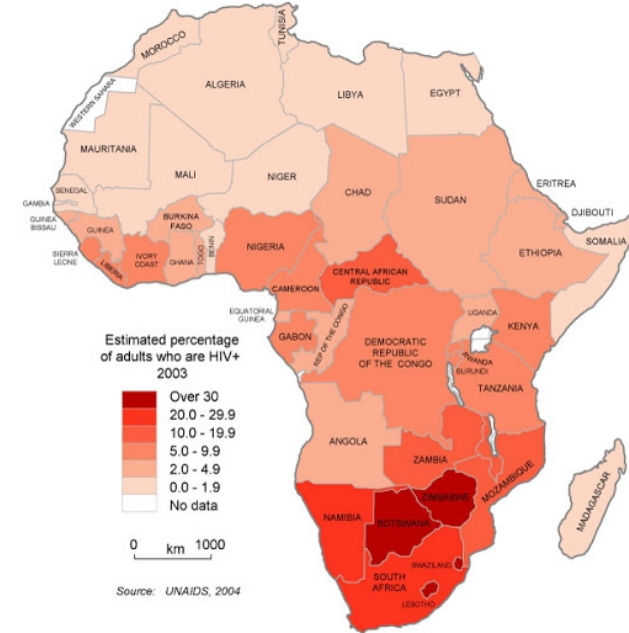 TUNISIA
MOROCCO
WESTERN SAHARA
ALGERIA
LIBYA
EGYPT
MAURITANIA
MALI
NIGER
CHAD
SUDAN
ERITREA
DJIBOUTI
SOMALIA
ETHIOPIA
SENEGAL
GAMBIA
GUINEA
BISSAU
GUINEA
SIERRA
LEONE
LIBERIA
IVORY
COAST
BURKINA
FASO
GHANA
TOGO
BENIN
NIGERIA
CAMEROON
CENTRAL AFRICAN
REPUBLIC
EQUATORIAL
GUINEA
GABON
REP OF THE CONGO
DEMOCRATIC
REPUBLIC
OF THE CONGO
UGANDA
KENYA
RWANDA
BURUNDI
TANZANIA
ANGOLA
ZAMBIA
MOZAMBIQUE
MADAGASCAR
ZIMBABWE
NAMIBIA
BOTSWANA
SWAZILAND
SOUTH
AFRICA
LEBOTHO
Estimated percentage
of adults who are HIV+
2003
Over 30
20.0 - 29.9
10.0 - 19.9
5.0 - 9.9
2.0 - 4.9
0.0 - 1.9
No data
0 km 1000
Source: UNAIDS, 2004